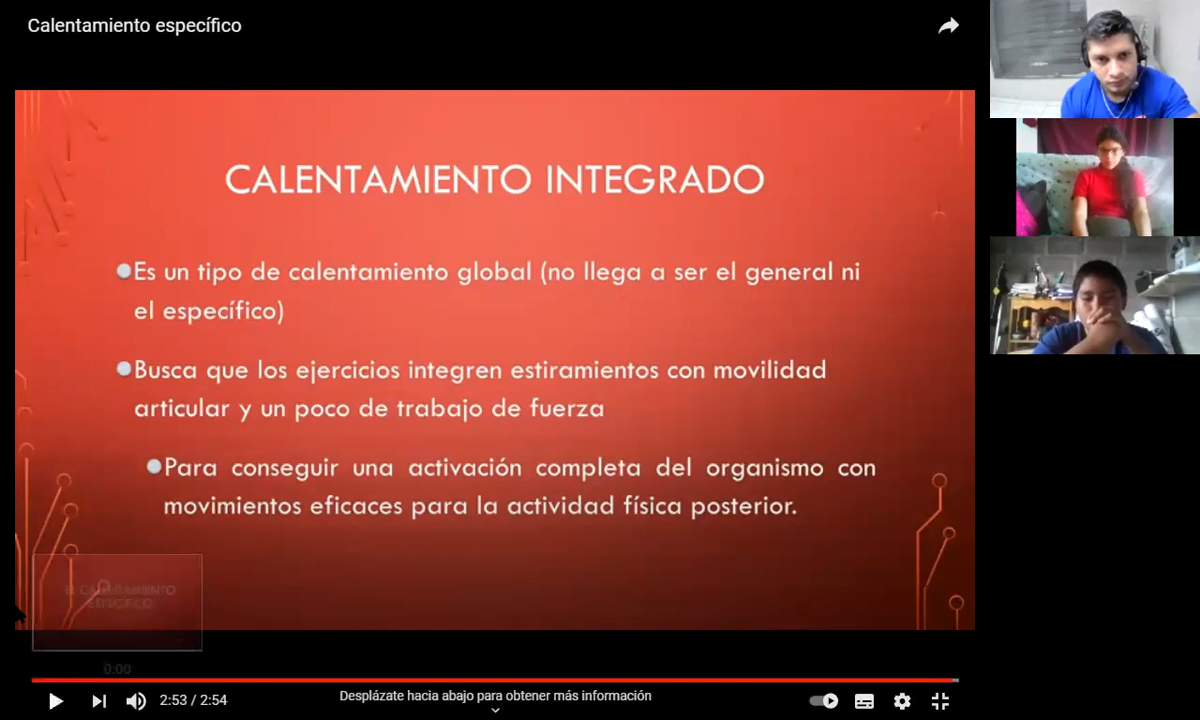 Calentamiento específico
CALENTAMIENTO INTEGRADO
Es un tipo de calentamiento global (no llega a ser el general ni
el específico)
Busca que los ejercicios integren estiramientos con movilidad
articular y un poco de trabajo de fuerza
Para conseguir una activación completa del organismo con
movimientos eficaces para la actividad física posterior.
EL CALENTAMIENTO
ESPECÍFICO
0:00
2:53 / 2:54
Desplázate hacia abajo para obtener más información